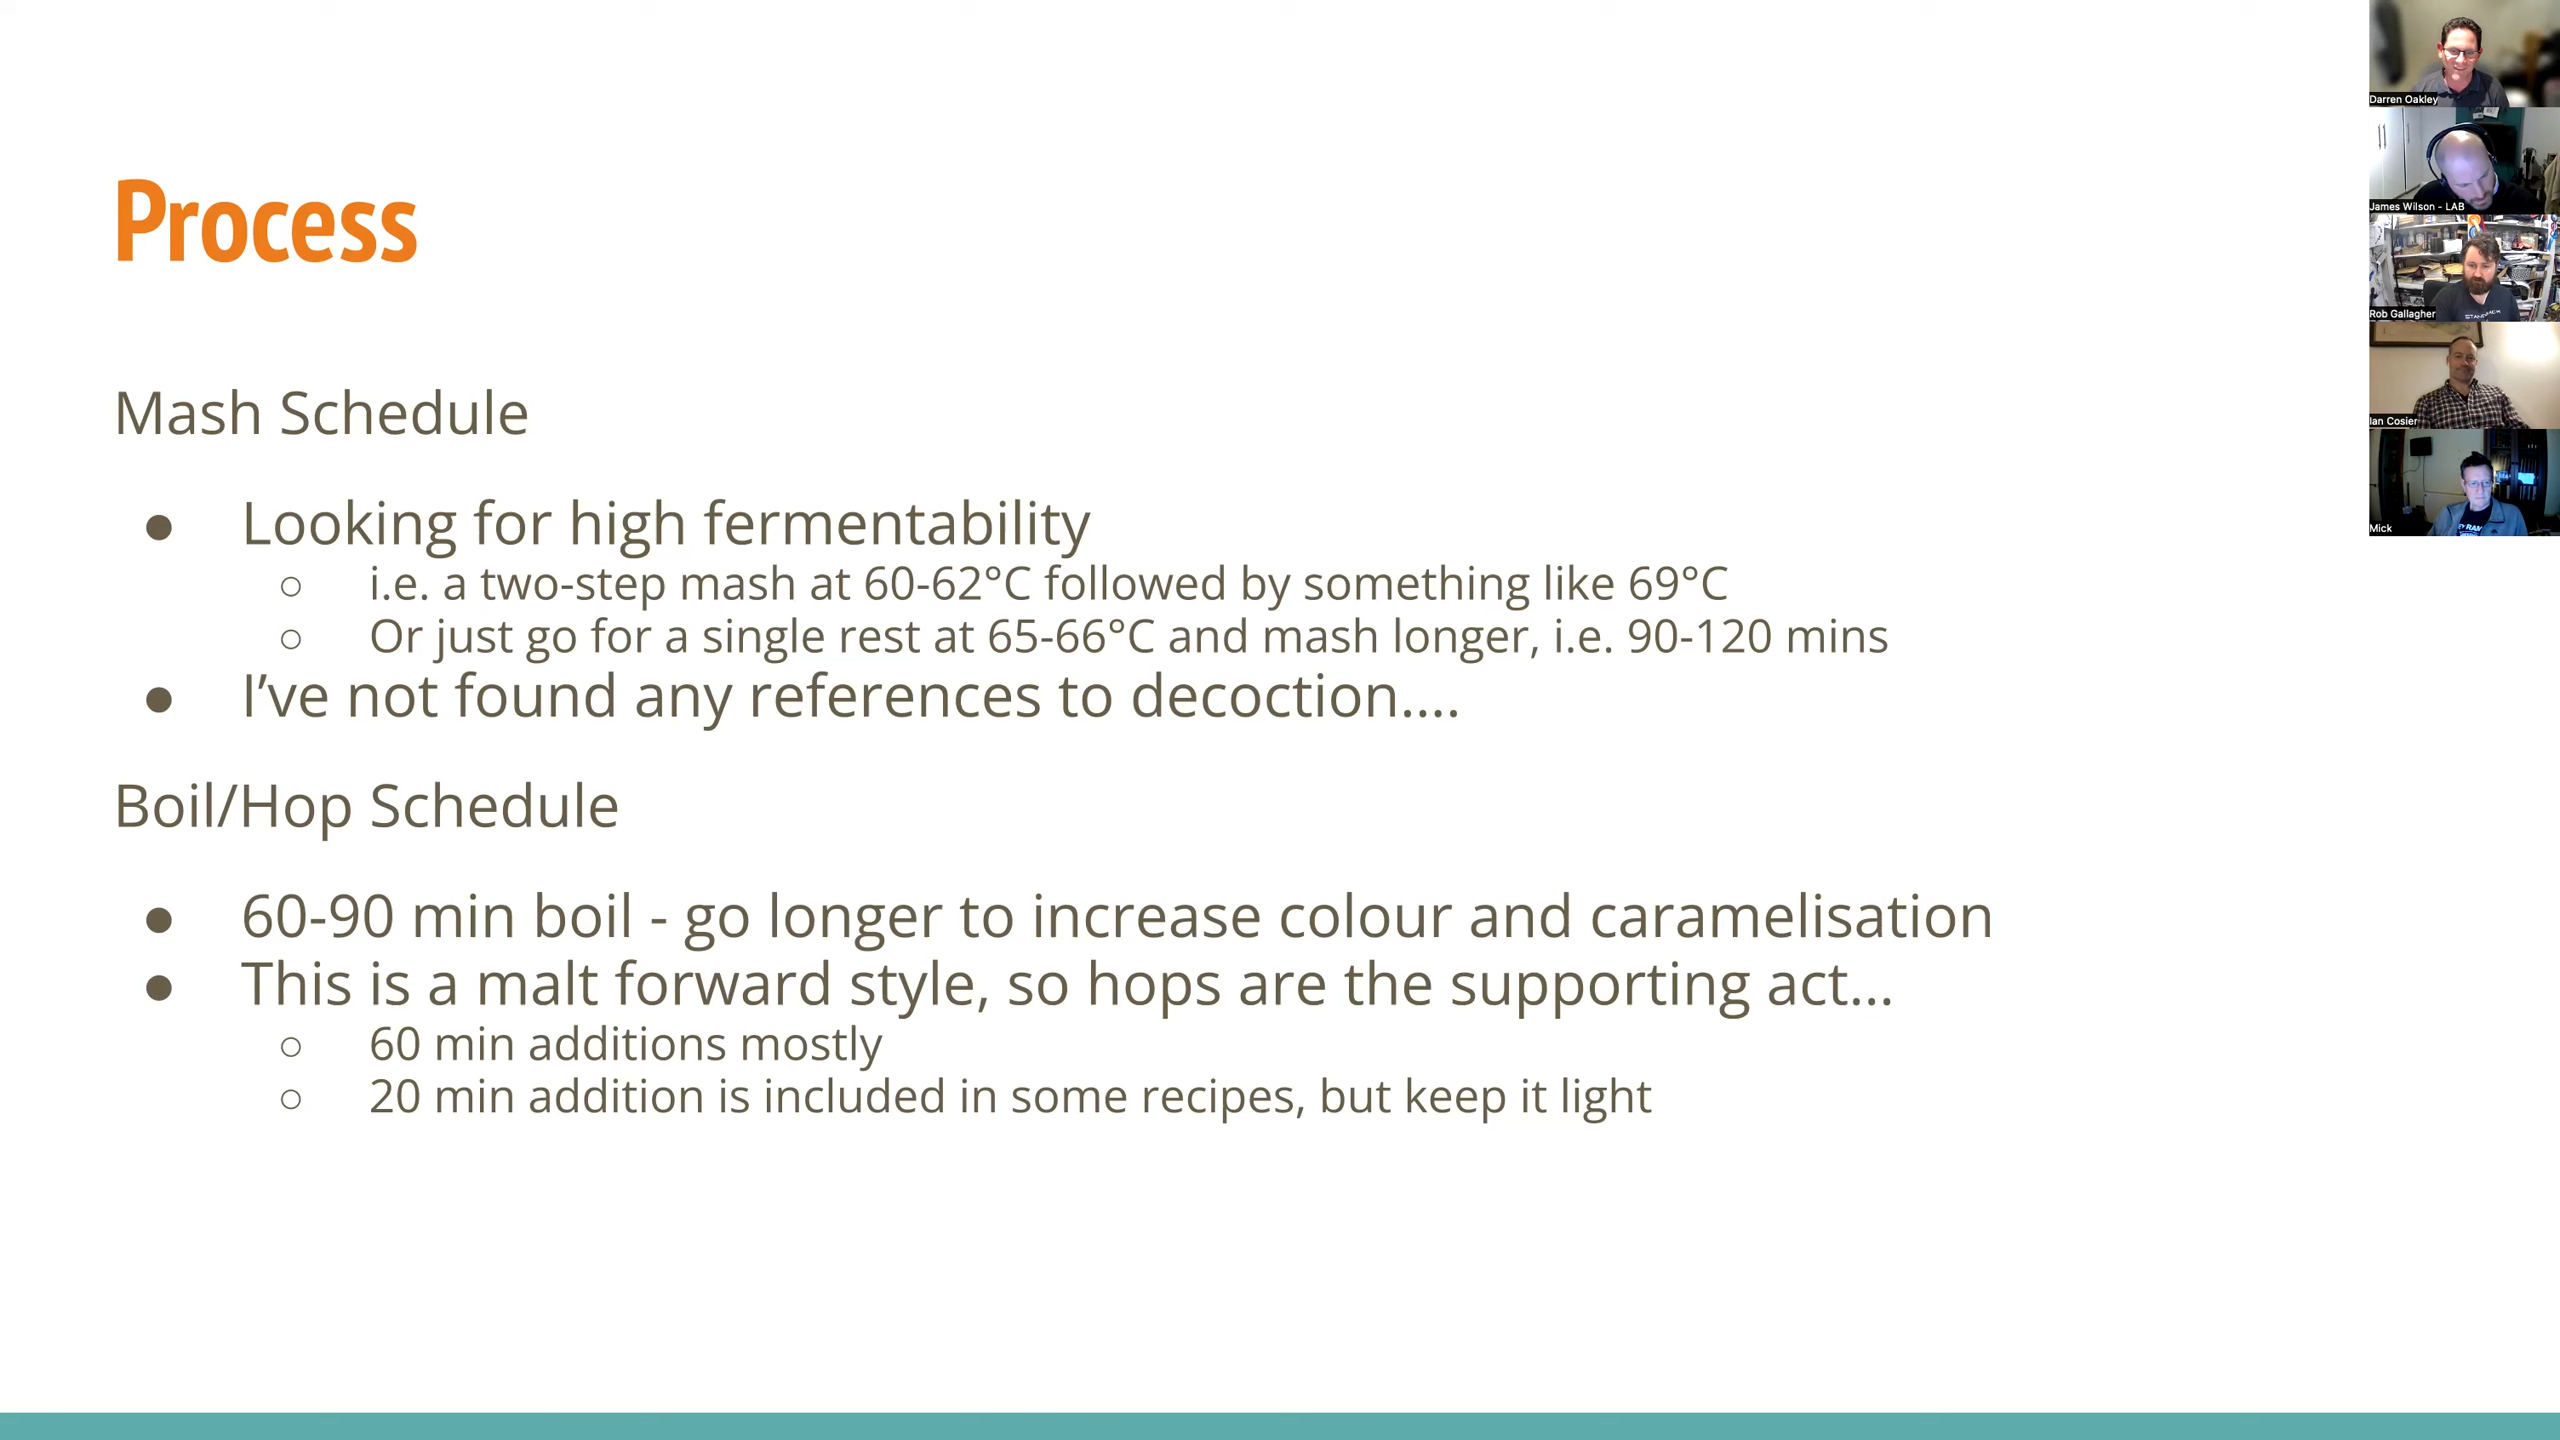 Process
Mash Schedule
● Looking for high fermentability
○ i.e. a two-step mash at 60-62°C followed by something like 69°C
○ Or just go for a single rest at 65-66°C and mash longer, i.e. 90-120 mins
● I’ve not found any references to decoction....
Boil/Hop Schedule
● 60-90 min boil - go longer to increase colour and caramelisation
● This is a malt forward style, so hops are the supporting act...
○ 60 min additions mostly
○ 20 min addition is included in some recipes, but keep it light
Darren Oakley
James Wilson - LAB
Rob Gallagher
Ian Cosier
Mick